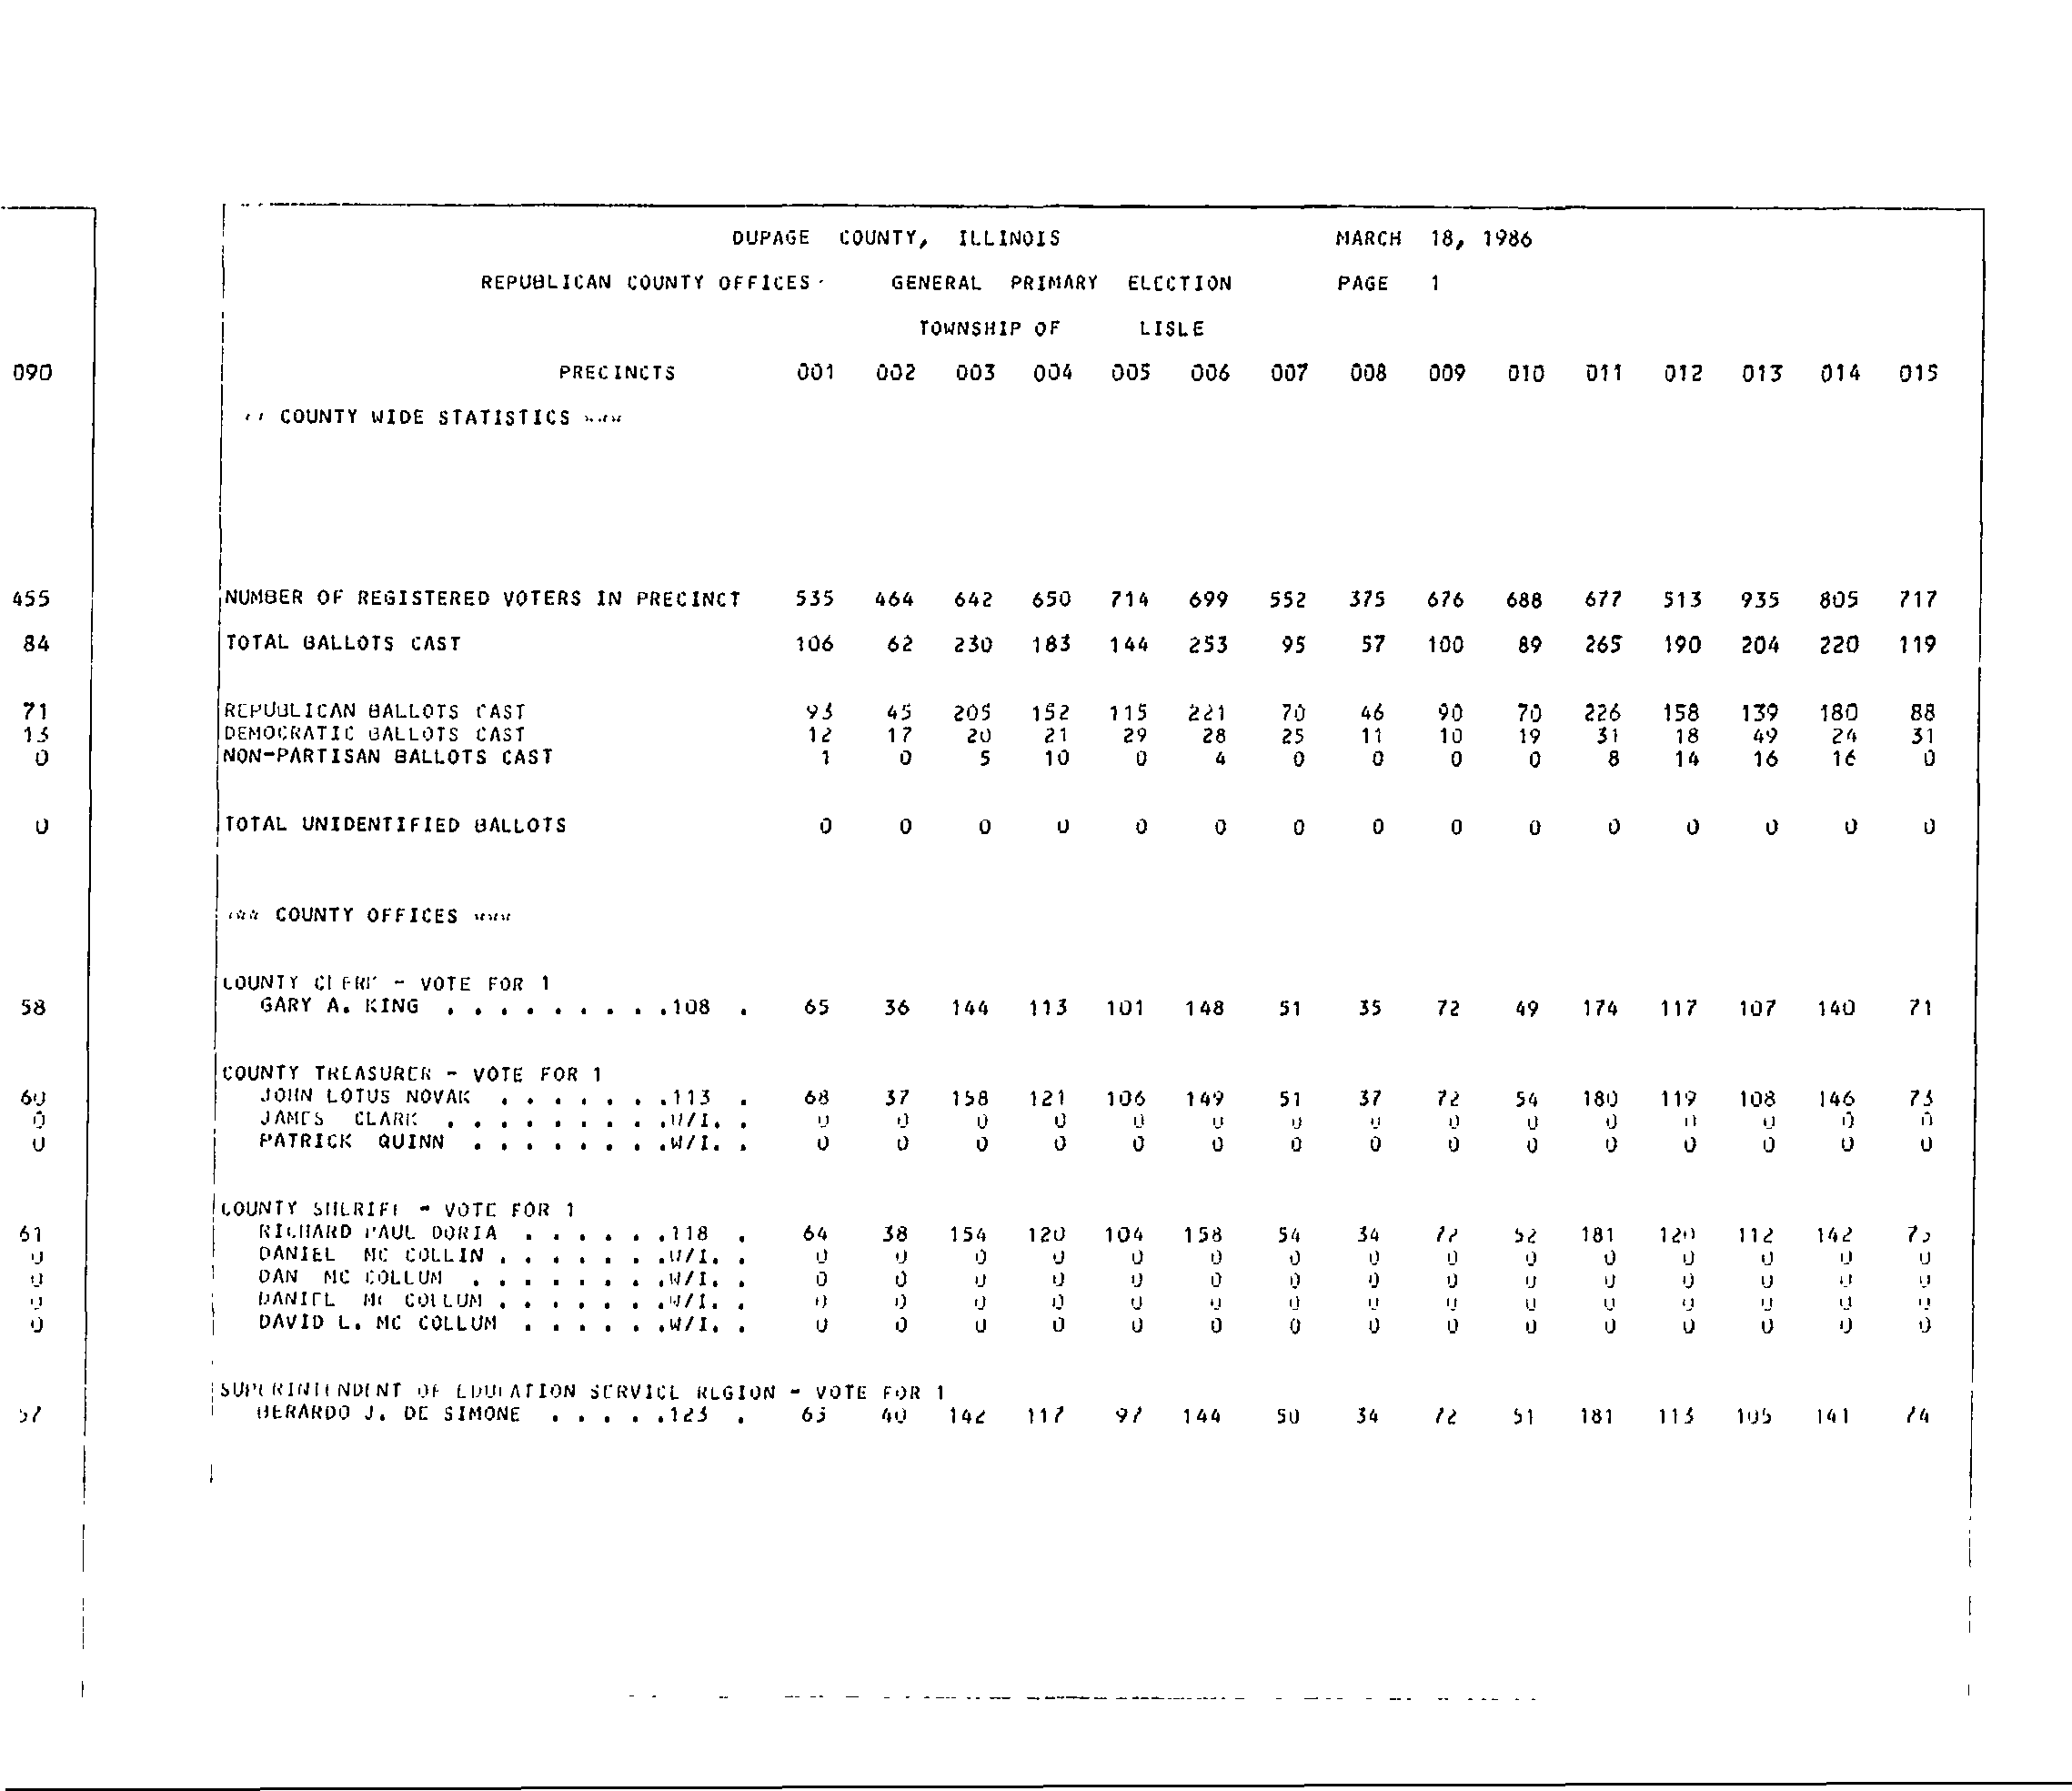 DUPAGE COUNTY, ILLINOIS MARCH 18, 1986
REPUBLICAN COUNTY OFFICES GENERAL PRIMARY ELECTION PAGE 1
TOWNSHIP OF LISLE
090 PRECINCTS 001 002 003 004 005 006 007 008 009 010 011 012 013 014 015
COUNTY WIDE STATISTICS ***
455 NUMBER OF REGISTERED VOTERS IN PRECINCT 535 464 642 650 714 699 552 375 676 688 677 513 935 805 717
84 TOTAL BALLOTS CAST 106 62 230 183 144 253 95 57 100 89 265 190 204 220 119
71 REPUBLICAN BALLOTS CAST 93 45 205 152 115 221 70 46 90 70 226 158 139 180 88
13 DEMOCRATIC BALLOTS CAST 12 17 20 21 29 28 25 11 10 19 31 18 49 24 31
0 NON-PARTISAN BALLOTS CAST 1 0 5 10 0 4 0 0 0 0 8 14 16 16 0
0 TOTAL UNIDENTIFIED BALLOTS 0 0 0 0 0 0 0 0 0 0 0 0 0 0 0
*** COUNTY OFFICES ***
COUNTY CLERK - VOTE FOR 1
58 GARY A. KING . . . . . . . . .108 . 65 36 144 113 101 148 51 35 72 49 174 117 107 140 71
COUNTY TREASURER - VOTE FOR 1
60 JOHN LOTUS NOVAK . . . . . . .113 . 68 37 158 121 106 149 51 37 72 54 180 119 108 146 73
0 JAMES CLARK . . . . . . . . .W/I. . 0 0 0 0 0 0 0 0 0 0 0 0 0 0 0
0 PATRICK QUINN . . . . . . . .W/I. . 0 0 0 0 0 0 0 0 0 0 0 0 0 0 0
COUNTY SHERIFF - VOTE FOR 1
61 RICHARD PAUL DORIA . . . . . .118 . 64 38 154 120 104 158 54 34 72 52 181 120 112 142
0 DANIEL MC COLLIN . . . . . . .W/I. . 0 0 0 0 0 0 0 0 0 0 0 0 0 0 0
0 DAN MC COLLUM . . . . . . . .W/I. . 0 0 0 0 0 0 0 0 0 0 0 0 0 0 0
0 DANIEL MC COLLUM . . . . . . .W/I. . 0 0 0 0 0 0 0 0 0 0 0 0 0 0 0
0 DAVID L. MC COLLUM . . . . . .W/I. . 0 0 0 0 0 0 0 0 0 0 0 0 0 0 0
SUPERINTENDENT OF EDUCATION SERVICE REGION - VOTE FOR 1
57 BERARDO J. DE SIMONE . . . . .123 . 63 40 142 117 97 144 50 34 72 51 181 113 105 141 74